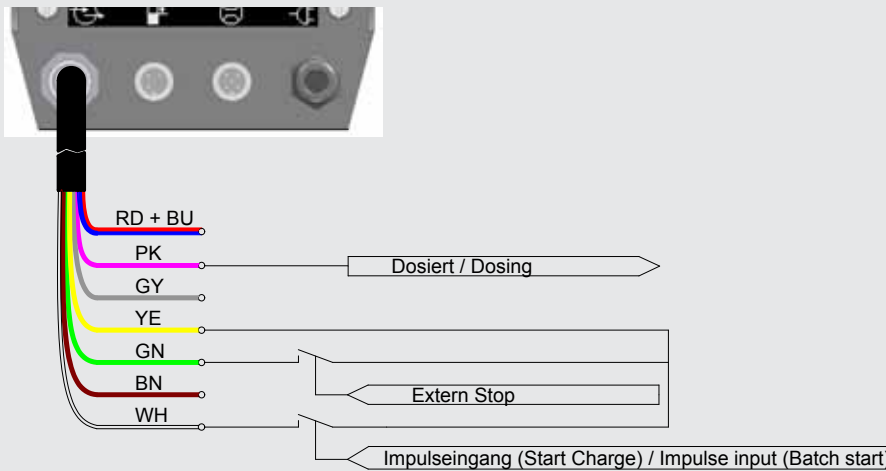 RD + BU
PK
Dosiert / Dosing
GY
YE
GN
Extern Stop
BN
WH
Impulseingang (Start Charge) / Impulse input (Batch start)